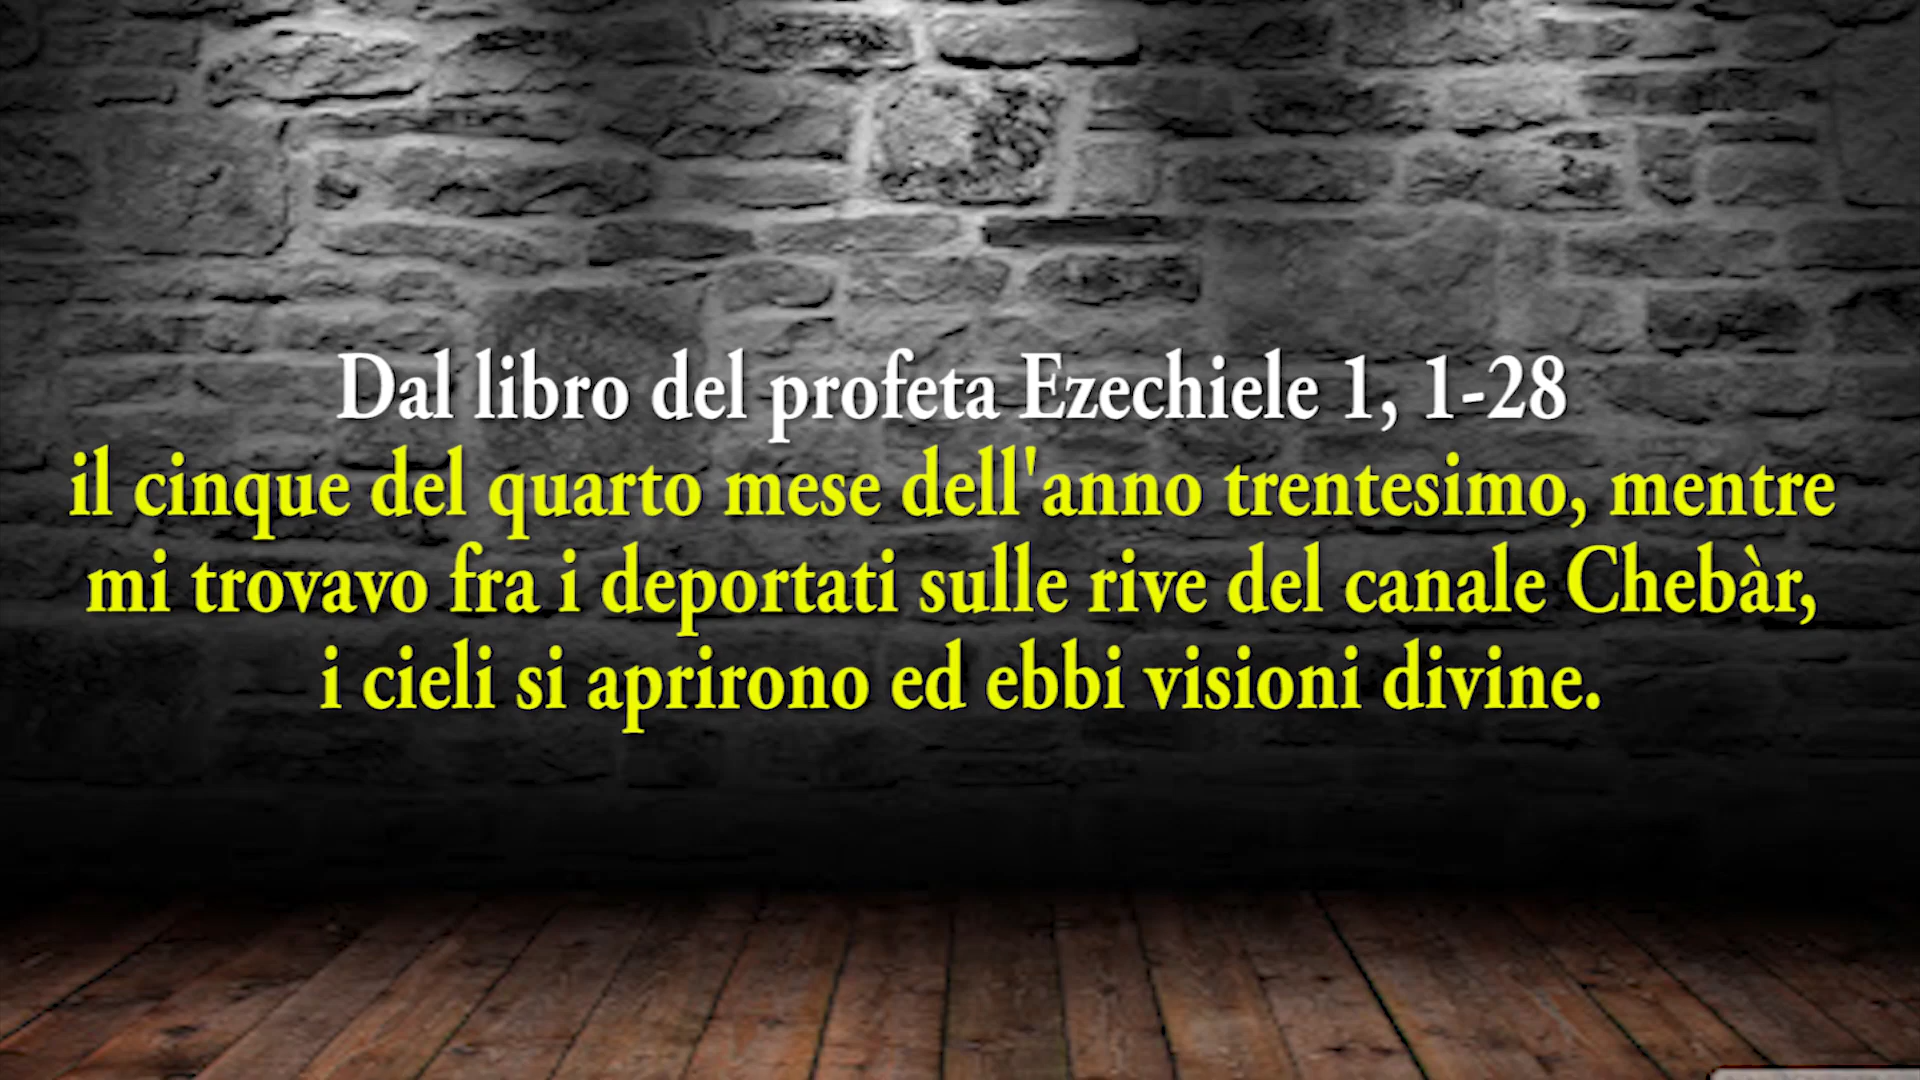 Dal libro del profeta Ezechiele 1, 1-28
il cinque del quarto mese dell'anno trentesimo, mentre
mi trovavo fra i deportati sulle rive del canale Chebàr,
i cieli si aprirono ed ebbi visioni divine.